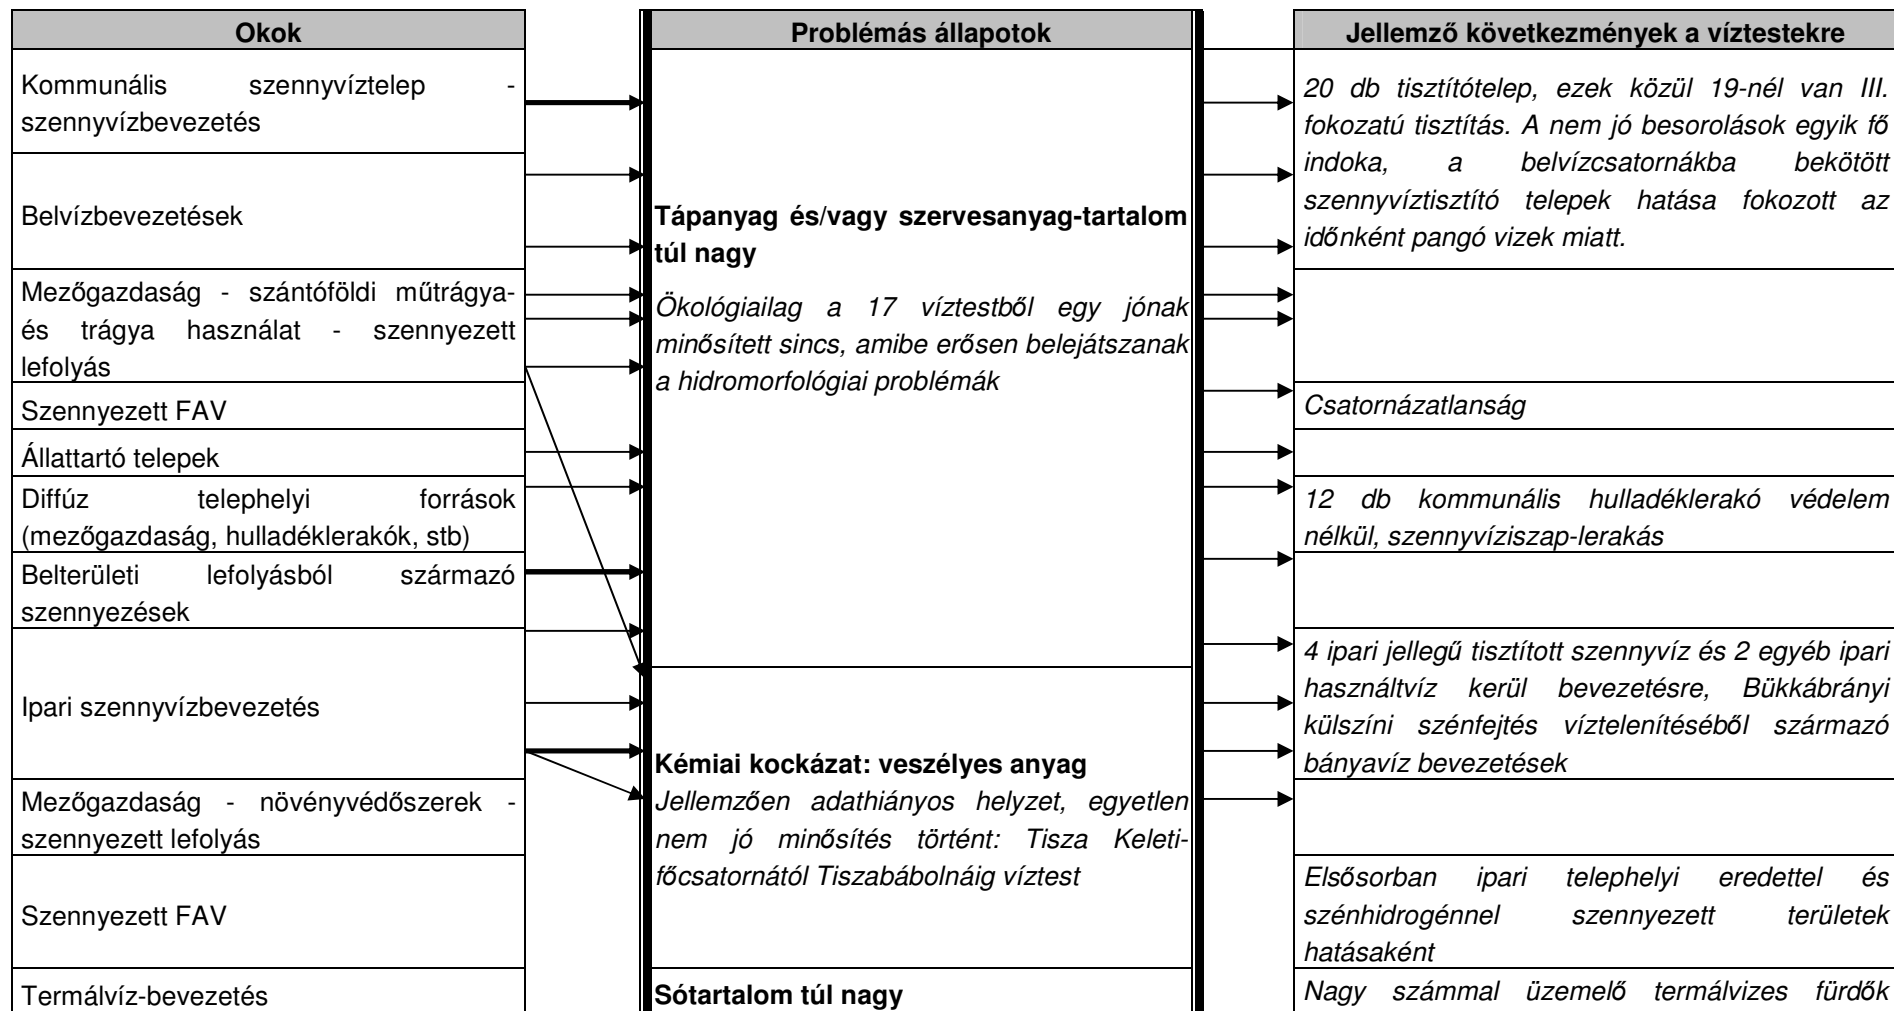 Okok
Kommunális szennyvíztelep -
szennyvízbevezetés
Belvízbevezetések
Mezőgazdaság - szántóföldi műtrágya-
és trágya használat - szennyezett
lefolyás
Szennyezett FAV
Állattartó telepek
Diffúz telephelyi források
(mezőgazdaság, hulladéklerakók, stb)
Belterületi lefolyásból származó
szennyezések
Ipari szennyvízbevezetés
Mezőgazdaság - növényvédőszerek -
szennyezett lefolyás
Szennyezett FAV
Termálvíz-bevezetés
Problémás állapotok
Tápanyag és/vagy szervesanyag-tartalom
túl nagy
Ökológiailag a 17 víztestből egy jónak
minősített sincs, amibe erősen belejátszanak
a hidromorfológiai problémák
Kémiai kockázat: veszélyes anyag
Jellemzően adathiányos helyzet, egyetlen
nem jó minősítés történt: Tisza Keleti-
főcsatornától Tiszabábolnáig víztest
Sótartalom túl nagy
Jellemző következmények a víztestekre
20 db tisztítótelep, ezek közül 19-nél van III.
fokozatú tisztítás. A nem jó besorolások egyik fő
indoka, a belvízcsatornákba bekötött
szennyvíztisztító telepek hatása fokozott az
időnként pangó vizek miatt.
Csatornázatlanság
12 db kommunális hulladéklerakó védelem
nélkül, szennyvíziszap-lerakás
4 ipari jellegű tisztított szennyvíz és 2 egyéb ipari
használtvíz kerül bevezetésre, Bükkábrányi
külszíni szénfejtés víztelenítéséből származó
bányavíz bevezetések
Elsősorban ipari telephelyi eredettel és
szénhidrogénnel szennyezett területek
hatásaként
Nagy számmal üzemelő termálvizes fürdők